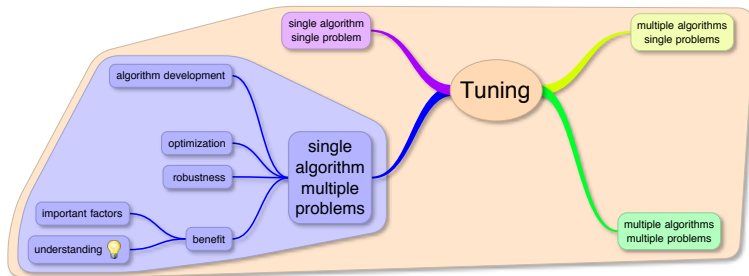 single algorithm
single problem
multiple algorithms
single problems
Tuning
algorithm development
optimization
robustness
single
algorithm
multiple
problems
important factors
understanding
benefit
multiple algorithms
multiple problems